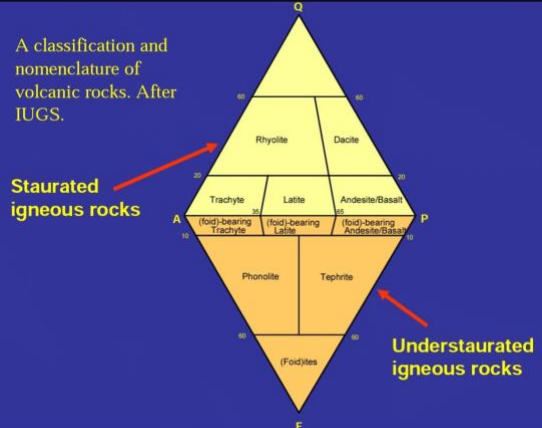 Q
A classification and
nomenclature of
volcanic rocks. After
IUGS.
60
60
Rhyolite
Dacite
20
20
Staurated
igneous rocks
Trachyte
Latite
Andesite/Basalt
A
35
65
P
(foid)-bearing
Trachyte
(foid)-bearing
Latite
(foid)-bearing
Andesite/Basalt
10
10
Phonolite
Tephrite
60
60
Understaurated
igneous rocks
(Foid)ites
F